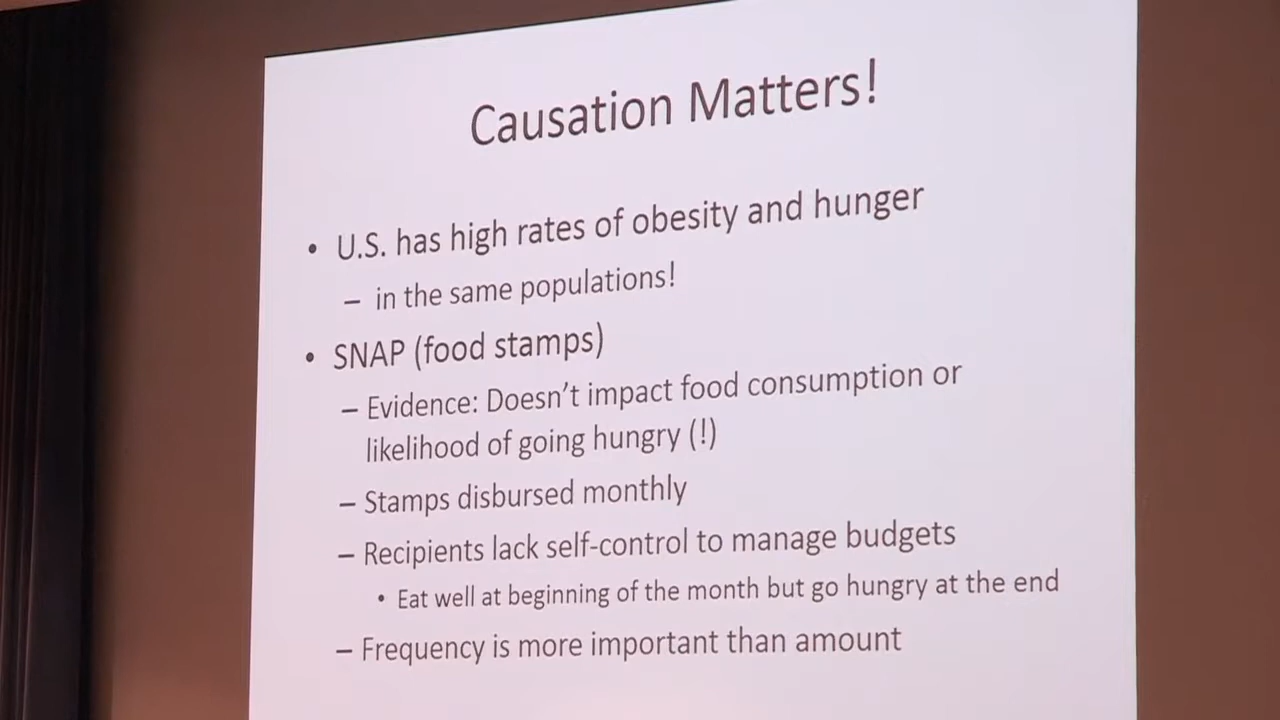 Causation Matters!
• U.S. has high rates of obesity and hunger
– in the same populations!
• SNAP (food stamps)
– Evidence: Doesn't impact food consumption or
likelihood of going hungry (!)
– Stamps disbursed monthly
– Recipients lack self-control to manage budgets
• Eat well at beginning of the month but go hungry at the end
– Frequency is more important than amount